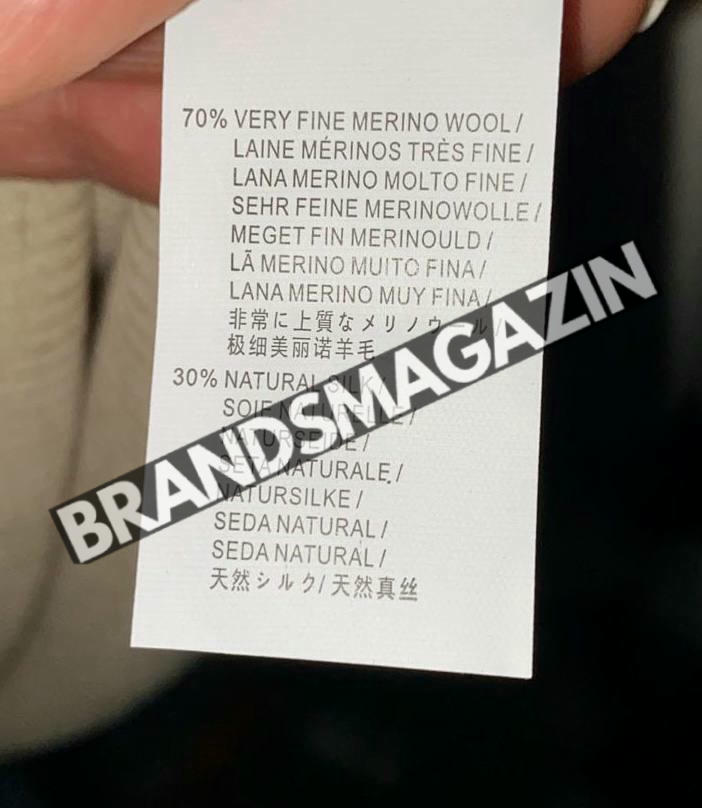 70% VERY FINE MERINO WOOL/
LAINE MÉRINOS TRÈS FINE/
LANA MERINO MOLTO FINE/
SEHR FEINE MERINOWOLLE/
MEGET FIN MERINOULD/
LÃ MERINO MUITO FINA/
LANA MERINO MUY FINA/
非常に上質なメリノウール/
极细美丽诺羊毛
30% NATURAL SILK/
SOIE NATURELLE/
NATURSEIDE/
SETA NATURALE/
NATURSILKE/
SEDA NATURAL/
SEDA NATURAL/
天然シルク/天然真丝
BRANDSMAGAZIN